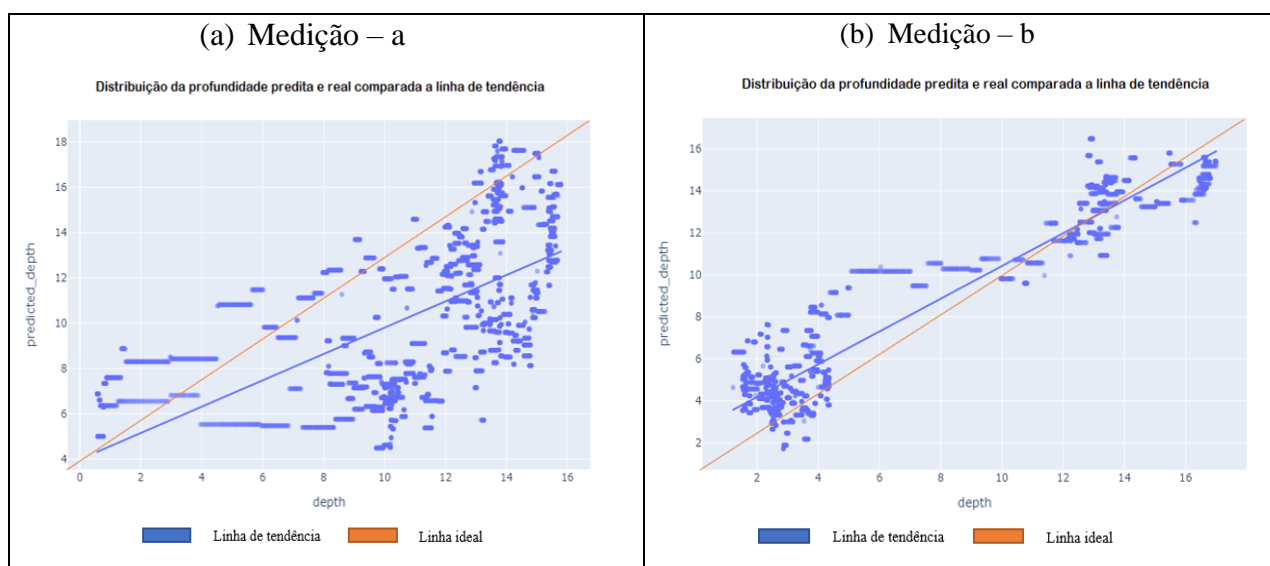 (a) Medição – a
Distribuição da profundidade predita e real comparada a linha de tendência
18
16
14
12
10
8
6
4
predicted_depth
0 2 4 6 8 10 12 14 16
depth
Linha de tendência Linha ideal
(b) Medição – b
Distribuição da profundidade predita e real comparada a linha de tendência
16
14
12
10
8
6
4
2
predicted_depth
2 4 6 8 10 12 14 16
depth
Linha de tendência Linha ideal